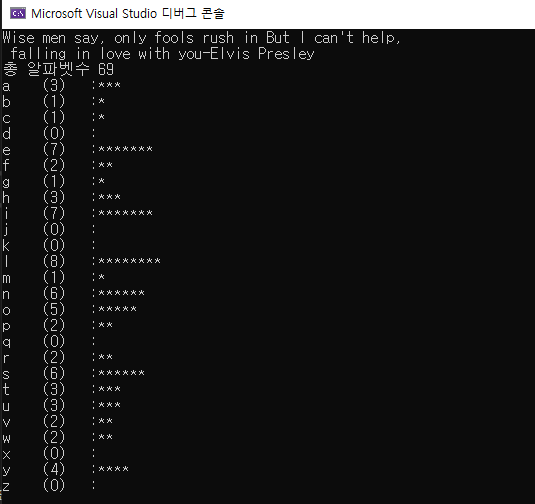 Microsoft Visual Studio 디버그 콘솔
Wise men say, only fools rush in But I can't help,
falling in love with you-Elvis Presley
총 알파벳수 69
a (3) :***
b (1) :*
c (1) :*
d (0) :
e (7) :*******
f (2) :**
g (1) :*
h (3) :***
i (7) :*******
j (0) :
k (0) :
l (8) :********
m (1) :*
n (6) :******
o (5) :*****
p (2) :**
q (0) :
r (2) :**
s (6) :******
t (3) :***
u (3) :***
v (2) :**
w (2) :**
x (0) :
y (4) :****
z (0) :